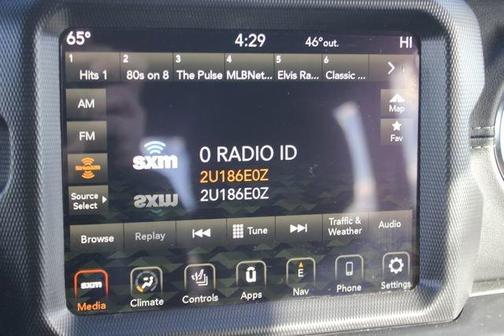 65° 4:29 46°out. HI
1 2 3 4 5 6
Hits 1 80s on 8 The Pulse MLBNet... Elvis Ra... Classic ...
AM
Map
FM
Fav
SiriusXM
sxm
0 RADIO ID
2U186E0Z
2U186E0Z
Source
Select
Browse Replay Tune Traffic &
Weather Audio
sxm
E
Media Climate Controls Apps Nav Phone Settings